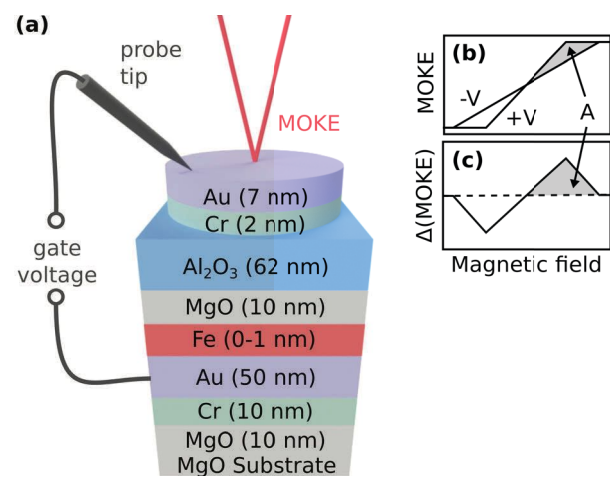 (a)
probe
tip
MOKE
Au (7 nm)
Cr (2 nm)
gate
voltage
Al₂O₃ (62 nm)
MgO (10 nm)
Fe (0-1 nm)
Au (50 nm)
Cr (10 nm)
MgO (10 nm)
MgO Substrate
(b)
MOKE
-V
+V
A
(c)
Δ(MOKE)
Magnetic field